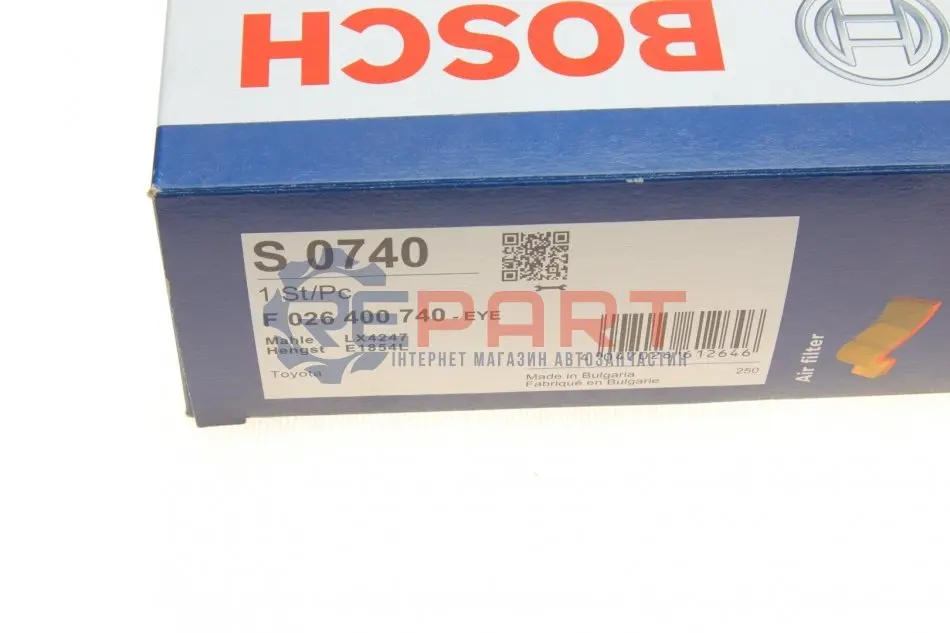 BOSCH
S 0740
1 St/Pc
F 026 400 740 - EYE
Mahle LX4247
Hengst E1854L
Toyota
Made in Bulgaria
Fabriqué en Bulgarie
250
Air filter
REPART
ІНТЕРНЕТ МАГАЗИН АВТОЗАПЧАСТИН